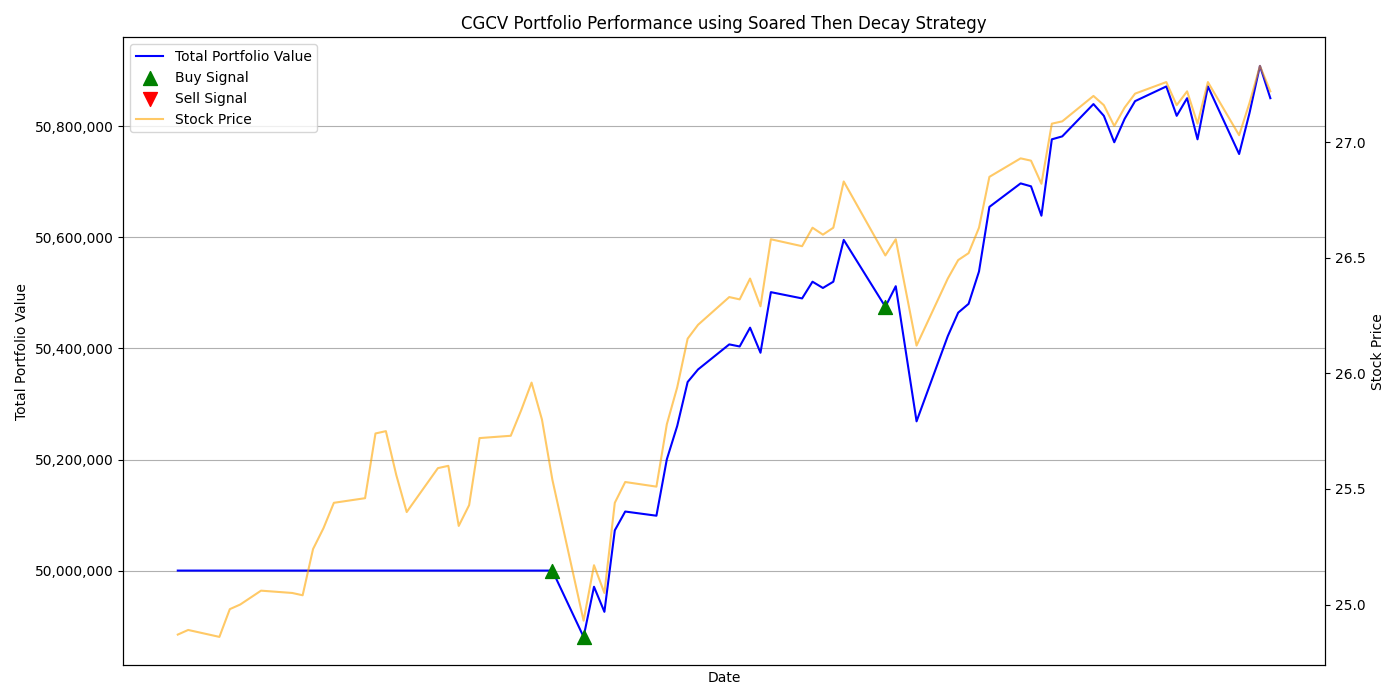 CGCV Portfolio Performance using Soared Then Decay Strategy
Total Portfolio Value
Buy Signal
Sell Signal
Stock Price
50,800,000
50,600,000
50,400,000
50,200,000
50,000,000
Total Portfolio Value
27.0
26.5
26.0
25.5
25.0
Stock Price
Date